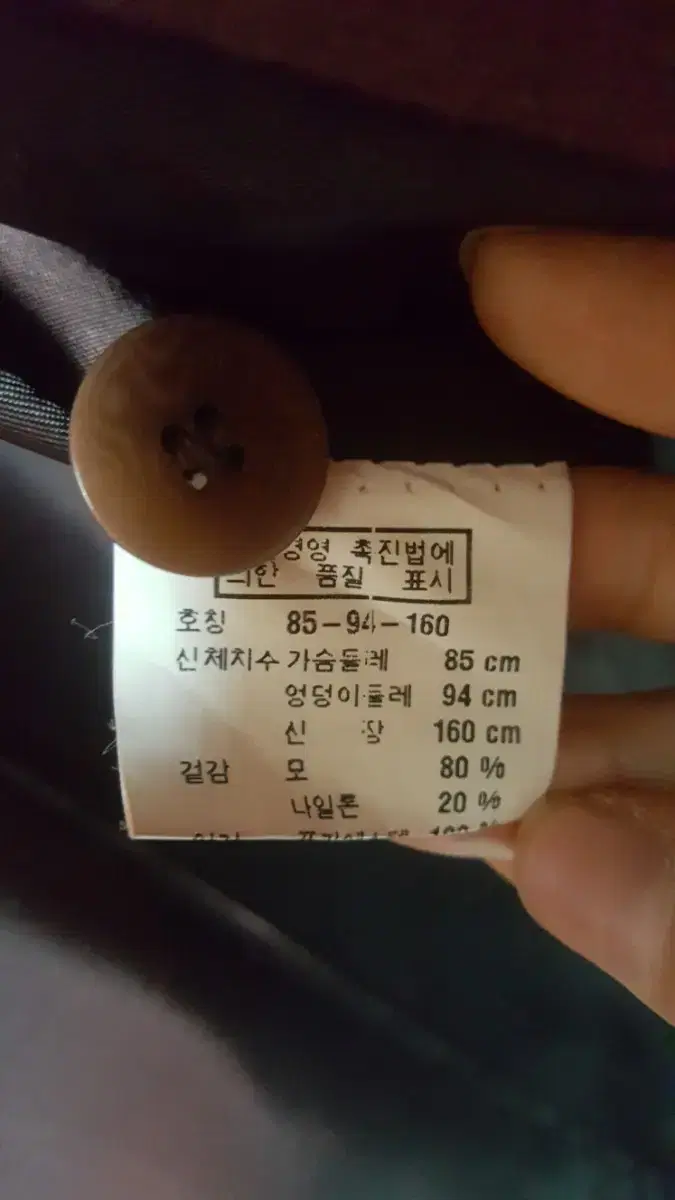 경영 촉진법에
의한 품질 표시
호칭 85-94-160
신체치수 가슴둘레 85 cm
엉덩이둘레 94 cm
신 장 160 cm
겉감 모 80 %
나일론 20 %